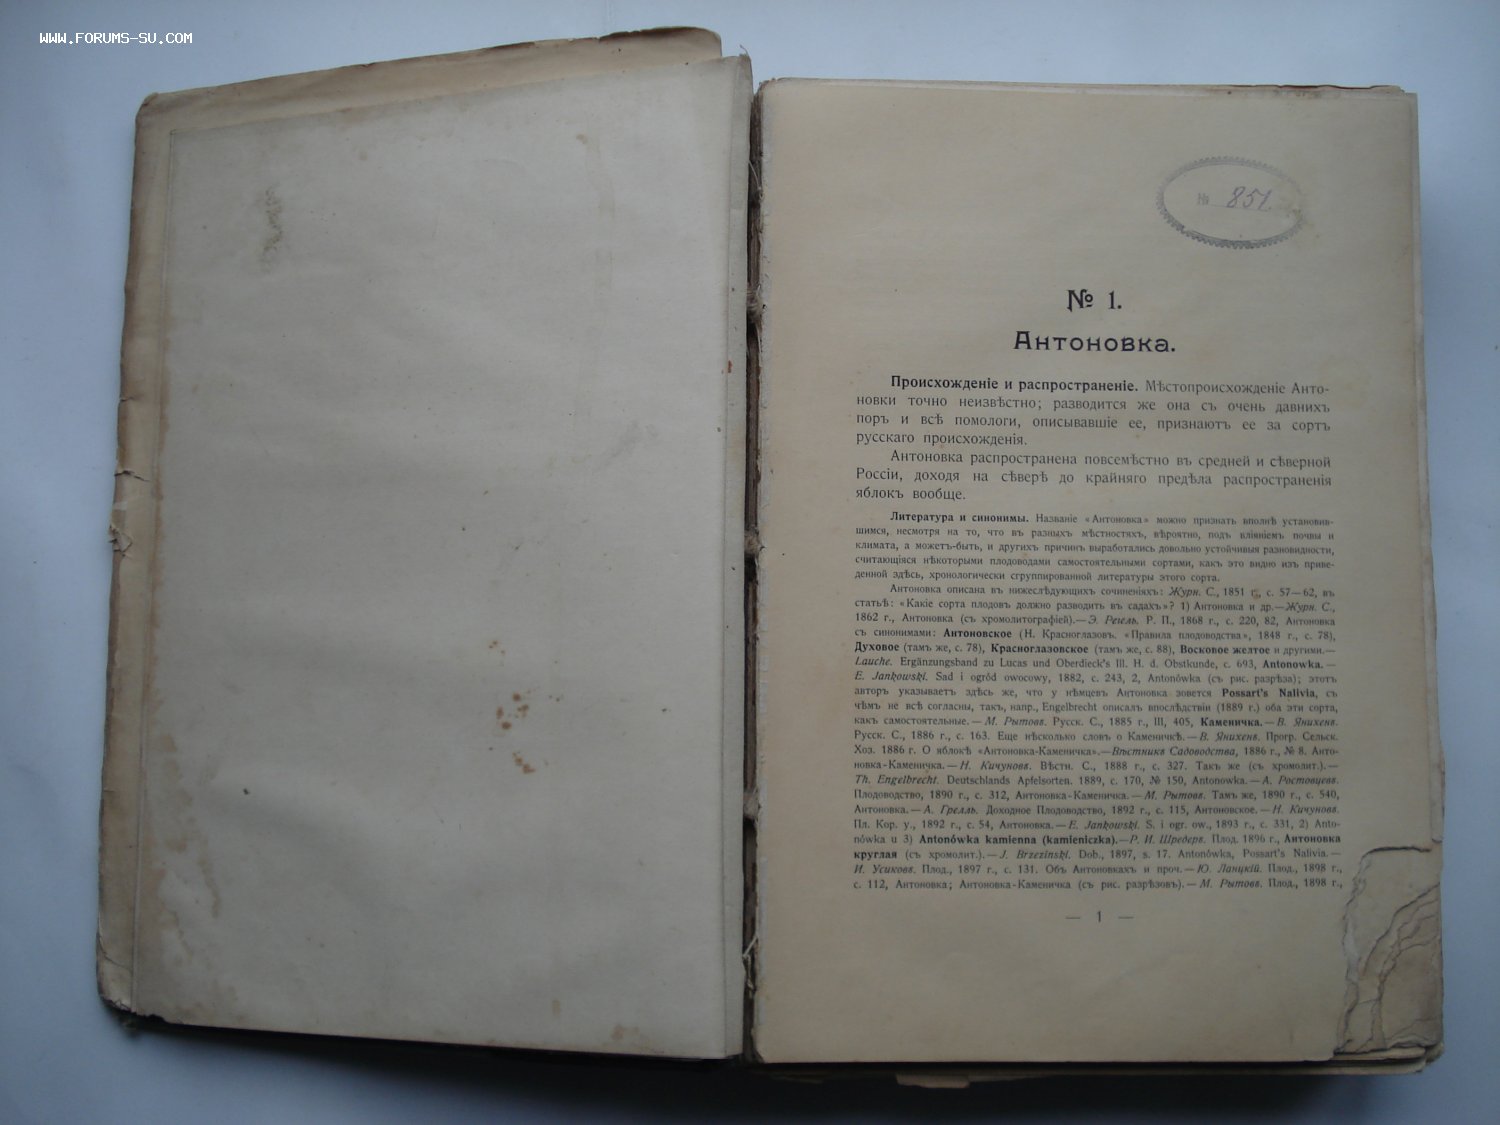 WWW.FORUMS-SU.COM
№ 851.
№ 1.
Антоновка.
Происхожденіе и распространеніе. Мѣстопроисхожденіе Анто-
новки точно неизвѣстно; разводится же она съ очень давнихъ
поръ и всѣ помологи, описывавшіе ее, признаютъ ее за сортъ
русскаго происхожденія.
Антоновка распространена повсемѣстно въ средней и сѣверной
Россіи, доходя на сѣверѣ до крайняго предѣла распространенія
яблокъ вообще.
Литература и синонимы. Названіе «Антоновка» можно признать вполнѣ установив-
шимся, несмотря на то, что въ разныхъ мѣстностяхъ, вѣроятно, подъ вліяніемъ почвы и
климата, а можетъ-быть, и другихъ причинъ выработались довольно устойчивыя разновидности,
считающіяся нѣкоторыми плодоводами самостоятельными сортами, какъ это видно изъ приве-
денной здѣсь, хронологически сгруппированной литературы этого сорта.
Антоновка описана въ нижеслѣдующихъ сочиненіяхъ: Журн. С., 1851 г., с. 57—62, въ
статьѣ: «Какіе сорта плодовъ должно разводить въ садахъ»? 1) Антоновка и др.—Журн. С.,
1862 г., Антоновка (съ хромолитографіей).—Э. Регель. Р. П., 1868 г., с. 220, 82, Антоновка
съ синонимами: Антоновское (Н. Красноглазовъ. «Правила плодоводства», 1848 г., с. 78),
Духовое (тамъ же, с. 78), Красноглазовское (тамъ же, с. 88), Восковое желтое и другими.—
Lauche. Ergänzungsband zu Lucas und Oberdieck's Ill. H. d. Obstkunde, с. 693, Antonowka.—
E. Jankowski. Sad i ogród owocowy, 1882, с. 243, 2, Antonówka (съ рис. разрѣза); этотъ
авторъ указываетъ здѣсь же, что у нѣмцевъ Антоновка зовется Possart's Nalivia, съ
чѣмъ не всѣ согласны, такъ, напр., Engelbrecht описалъ впослѣдствіи (1889 г.) оба эти сорта,
какъ самостоятельные.—М. Рытовъ. Русск. С., 1885 г., III, 405, Каменичка.—В. Янихенъ.
Русск. С., 1886 г., с. 163. Еще нѣсколько словъ о Каменичкѣ.—В. Янихенъ. Прогр. Сельск.
Хоз. 1886 г. О яблокѣ «Антоновка-Каменичка».—Вѣстникъ Садоводства, 1886 г., № 8. Анто-
новка-Каменичка.—Н. Кичуновъ. Вѣстн. С., 1888 г., с. 327. Такъ же (съ хромолит.).—
Th. Engelbrecht. Deutschlands Apfelsorten. 1889, с. 170, № 150, Antonowka.—А. Ростовцевъ.
Плодоводство, 1890 г., с. 312, Антоновка-Каменичка.—М. Рытовъ. Тамъ же, 1890 г., с. 540,
Антоновка.—А. Грелль. Доходное Плодоводство, 1892 г., с. 115, Антоновское.—Н. Кичуновъ.
Пл. Кор. у., 1892 г., с. 54, Антоновка.—E. Jankowski. S. i ogr. ow., 1893 г., с. 331, 2) Anto-
nówka u 3) Antonówka kamienna (kamieniczka).—Р. И. Шредеръ. Плод. 1896 г., Антоновка
круглая (съ хромолит.).—J. Brzezinski. Dob., 1897, s. 17. Antonówka, Possart's Nalivia.—
И. Усиковъ. Плод., 1897 г., с. 131. Объ Антоновкахъ и проч.—Ю. Ланцкій. Плод., 1898 г.,
с. 112, Антоновка; Антоновка-Каменичка (съ рис. разрѣзовъ).—М. Рытовъ. Плод., 1898 г.,
— 1 —